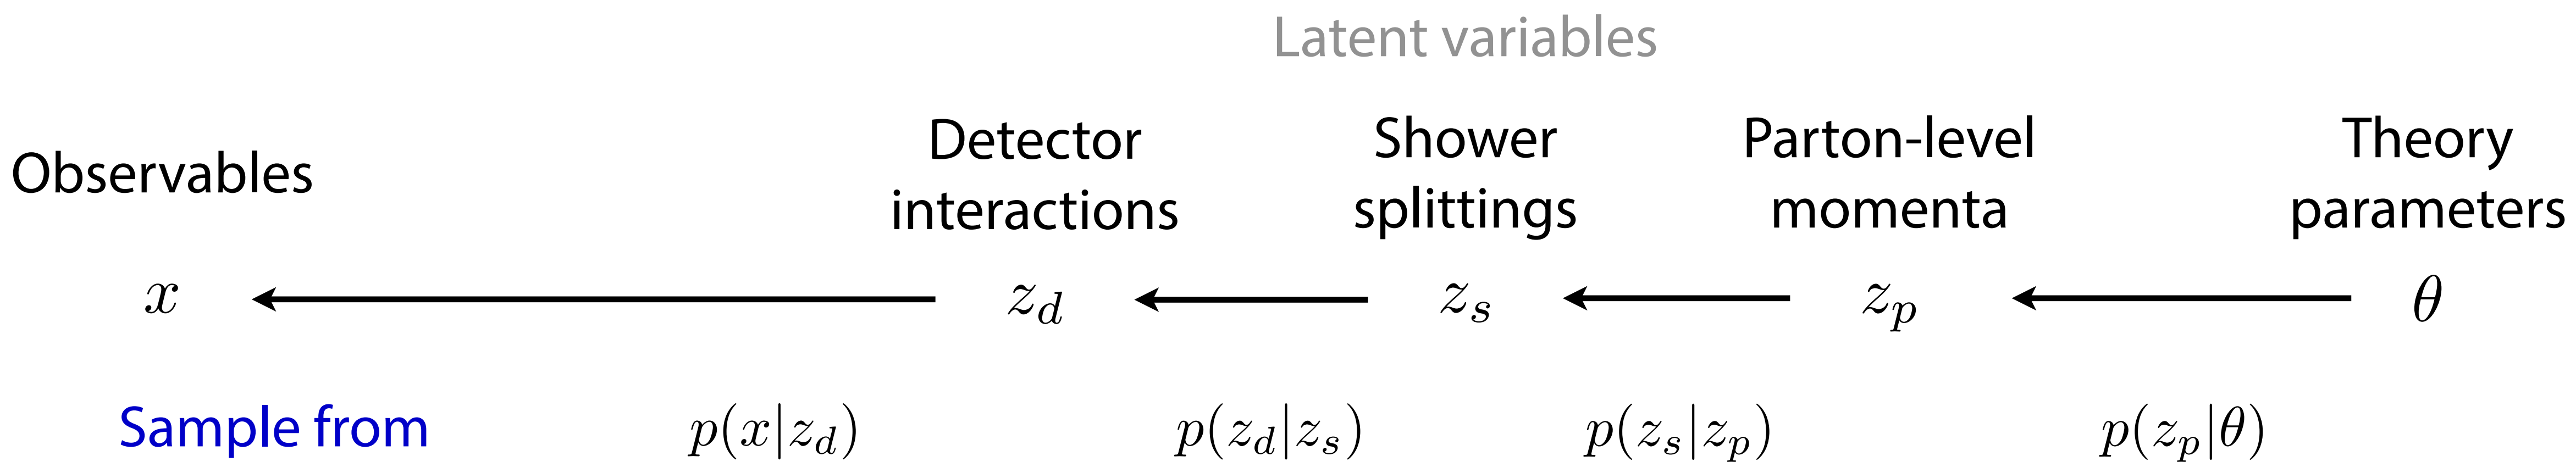 Latent variables
Observables
Detector
interactions
Shower
splittings
Parton-level
momenta
Theory
parameters
x
z_d
z_s
z_p
θ
Sample from
p(x|z_d)
p(z_d|z_s)
p(z_s|z_p)
p(z_p|θ)